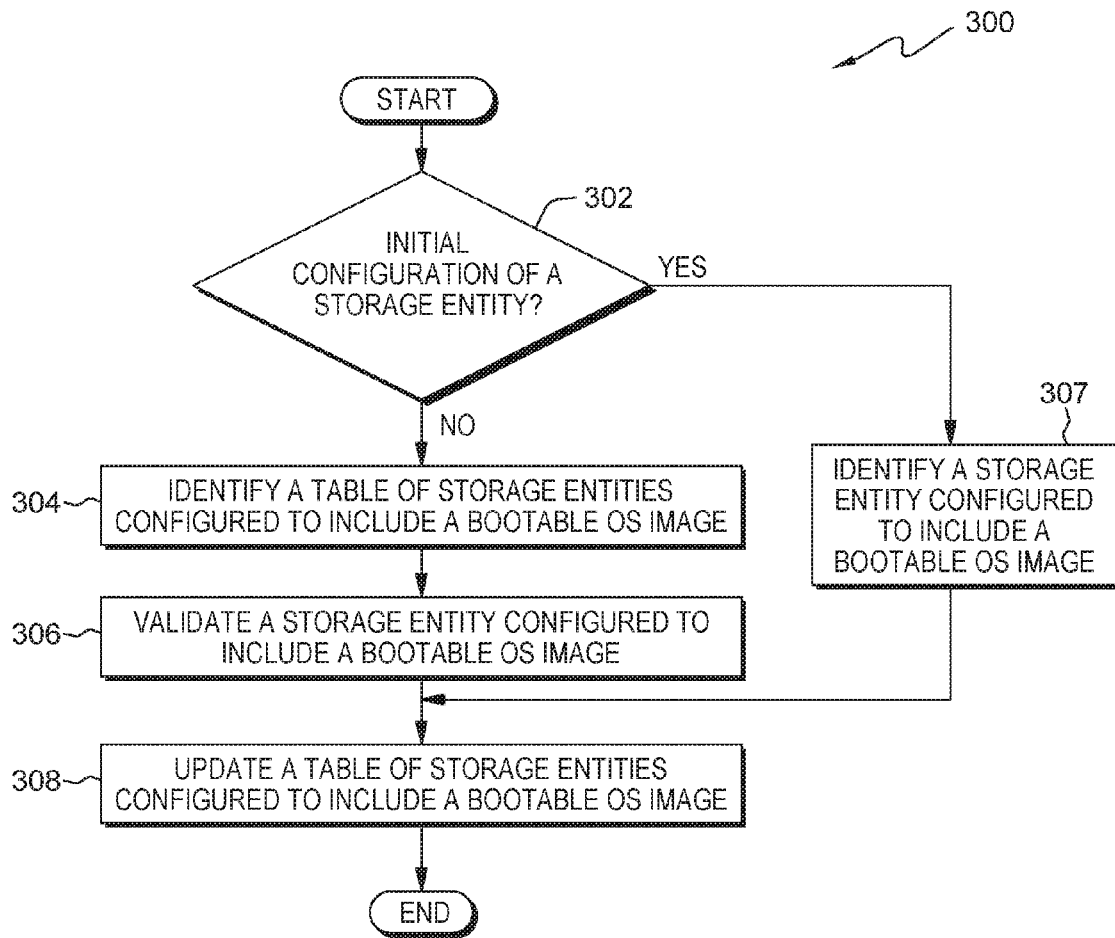 300
START
302
INITIAL
CONFIGURATION OF A
STORAGE ENTITY?
YES
NO
307
304
IDENTIFY A TABLE OF STORAGE ENTITIES
CONFIGURED TO INCLUDE A BOOTABLE OS IMAGE
IDENTIFY A STORAGE
ENTITY CONFIGURED
TO INCLUDE A
BOOTABLE OS IMAGE
306
VALIDATE A STORAGE ENTITY CONFIGURED TO
INCLUDE A BOOTABLE OS IMAGE
308
UPDATE A TABLE OF STORAGE ENTITIES
CONFIGURED TO INCLUDE A BOOTABLE OS IMAGE
END